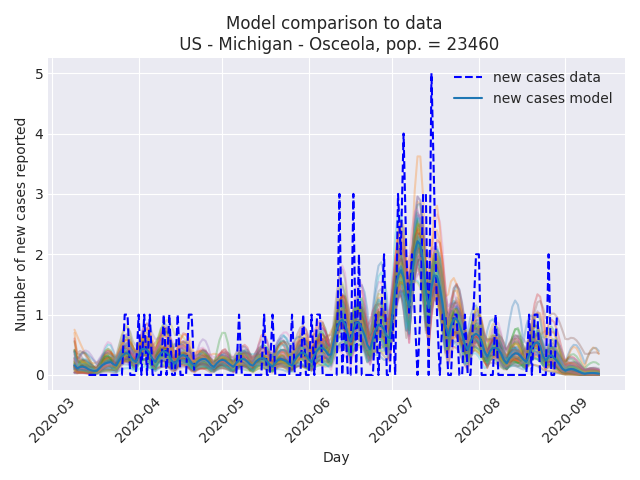 Model comparison to data
US - Michigan - Osceola, pop. = 23460
new cases data
new cases model
Number of new cases reported
5
4
3
2
1
0
2020-03
2020-04
2020-05
2020-06
2020-07
2020-08
2020-09
Day